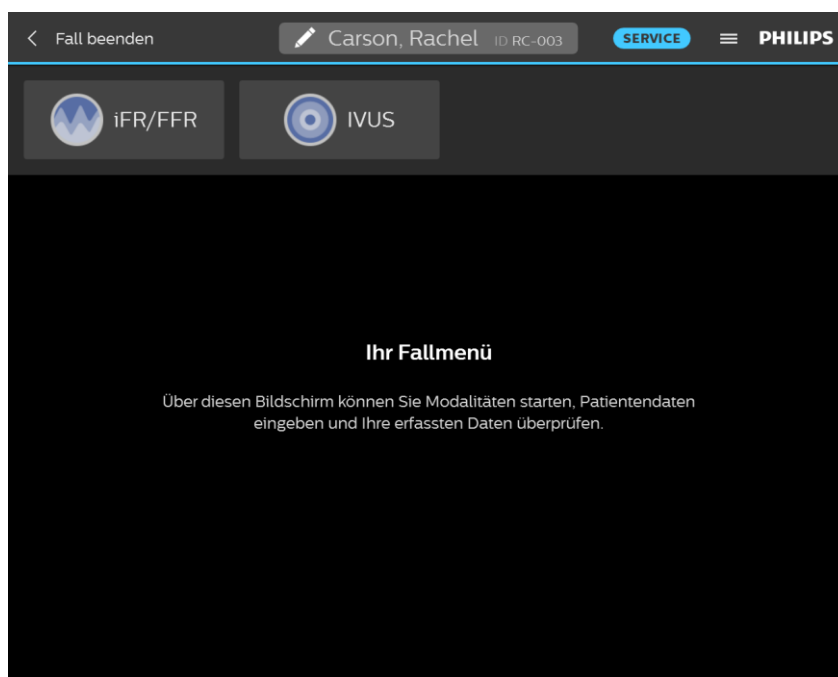 Fall beenden
Carson, Rachel ID RC-003
SERVICE
PHILIPS
iFR/FFR
IVUS
Ihr Fallmenü
Über diesen Bildschirm können Sie Modalitäten starten, Patientendaten
eingeben und Ihre erfassten Daten überprüfen.